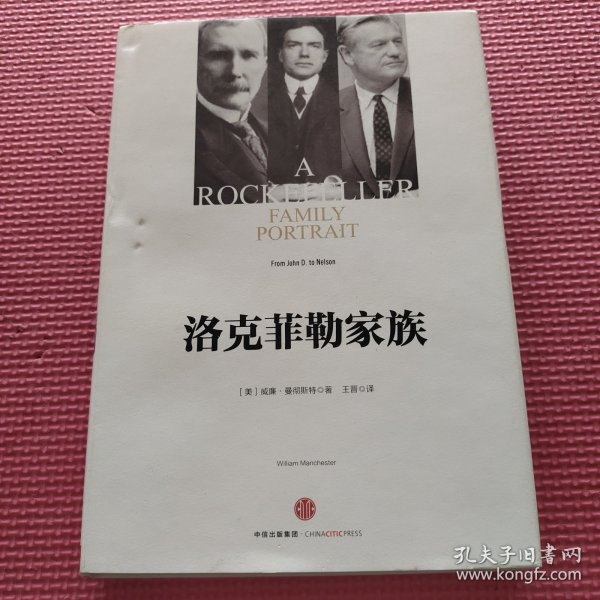 A
ROCKEFELLER
FAMILY
PORTRAIT
From John D. to Nelson
洛克菲勒家族
[美] 威廉·曼彻斯特◎著 王晋◎译
William Manchester
中信出版集团·CHINACITICPRESS
孔夫子旧书网
www.kongfz.com